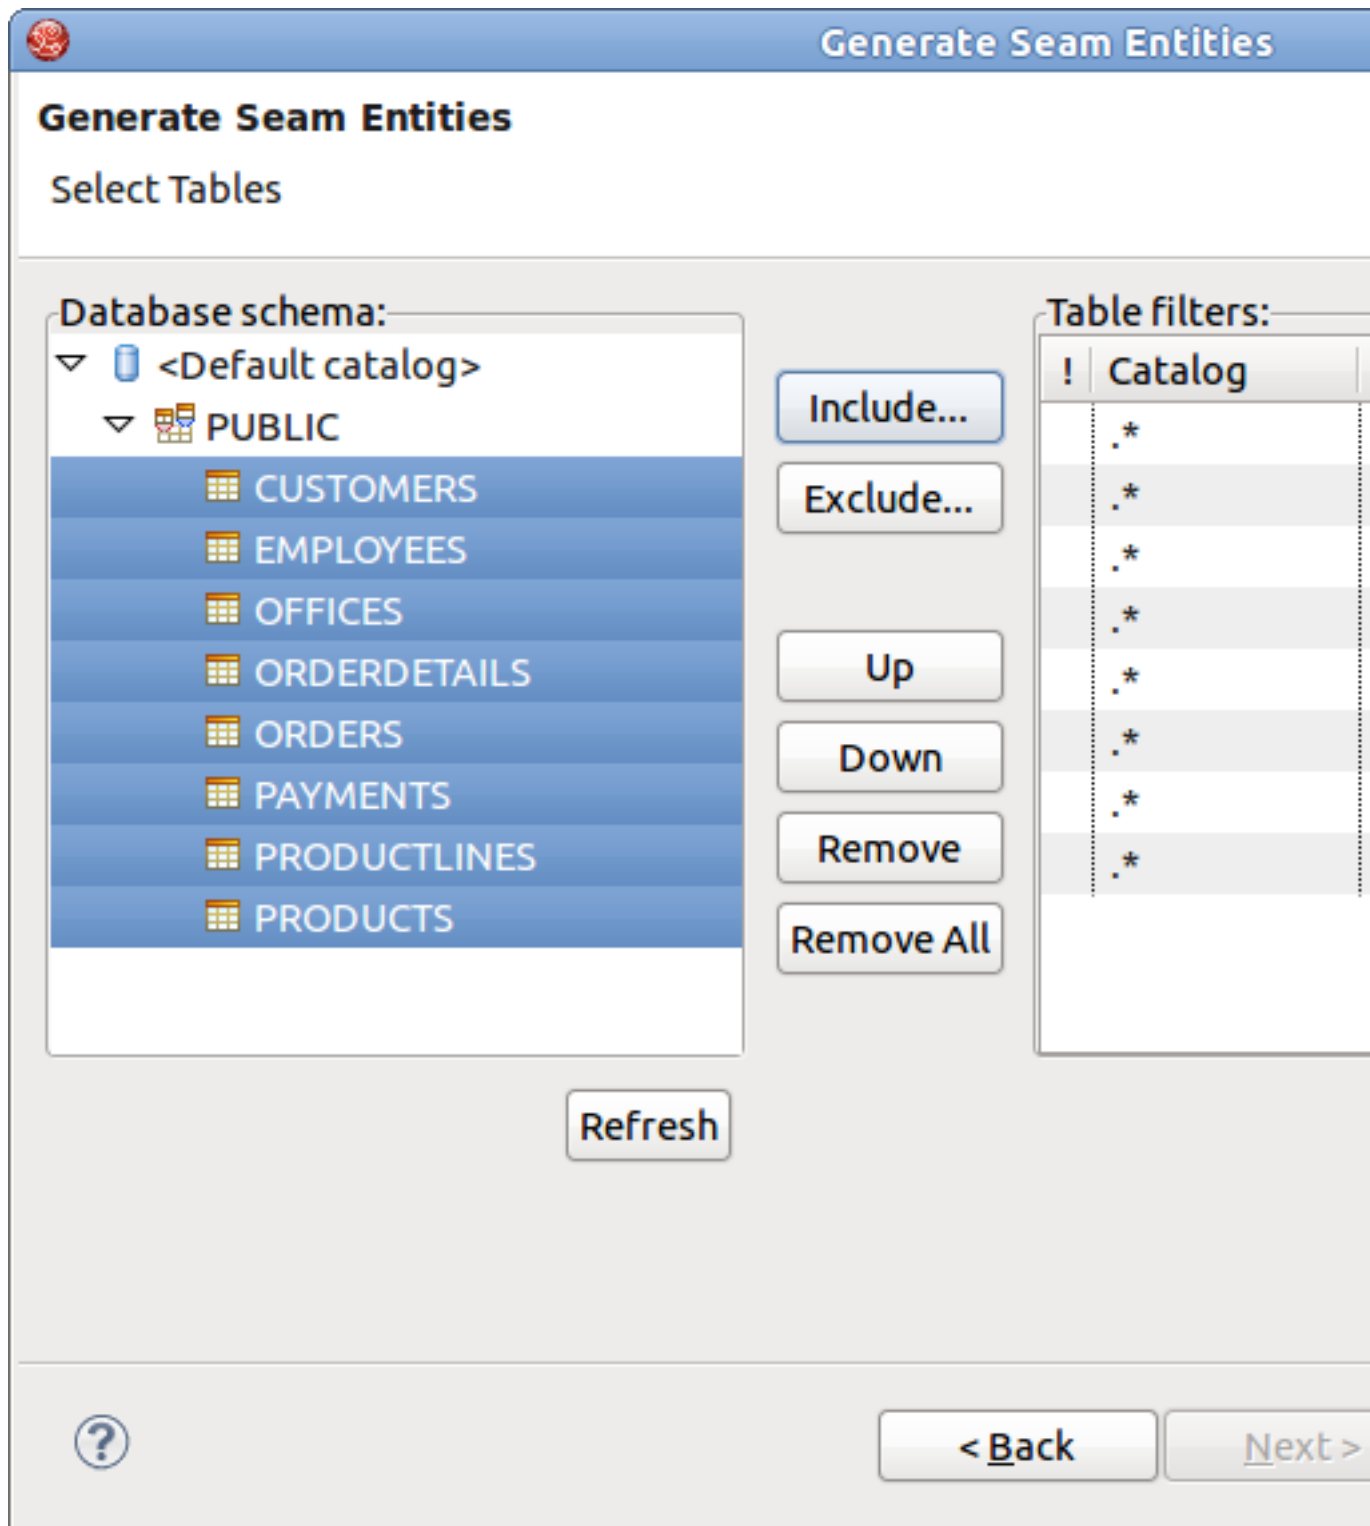 Generate Seam Entities
Generate Seam Entities
Select Tables
Database schema:
<Default catalog>
PUBLIC
CUSTOMERS
EMPLOYEES
OFFICES
ORDERDETAILS
ORDERS
PAYMENTS
PRODUCTLINES
PRODUCTS
Refresh
Include...
Exclude...
Up
Down
Remove
Remove All
Table filters:
! Catalog
.*
.*
.*
.*
.*
.*
.*
.*
?
< Back
Next >